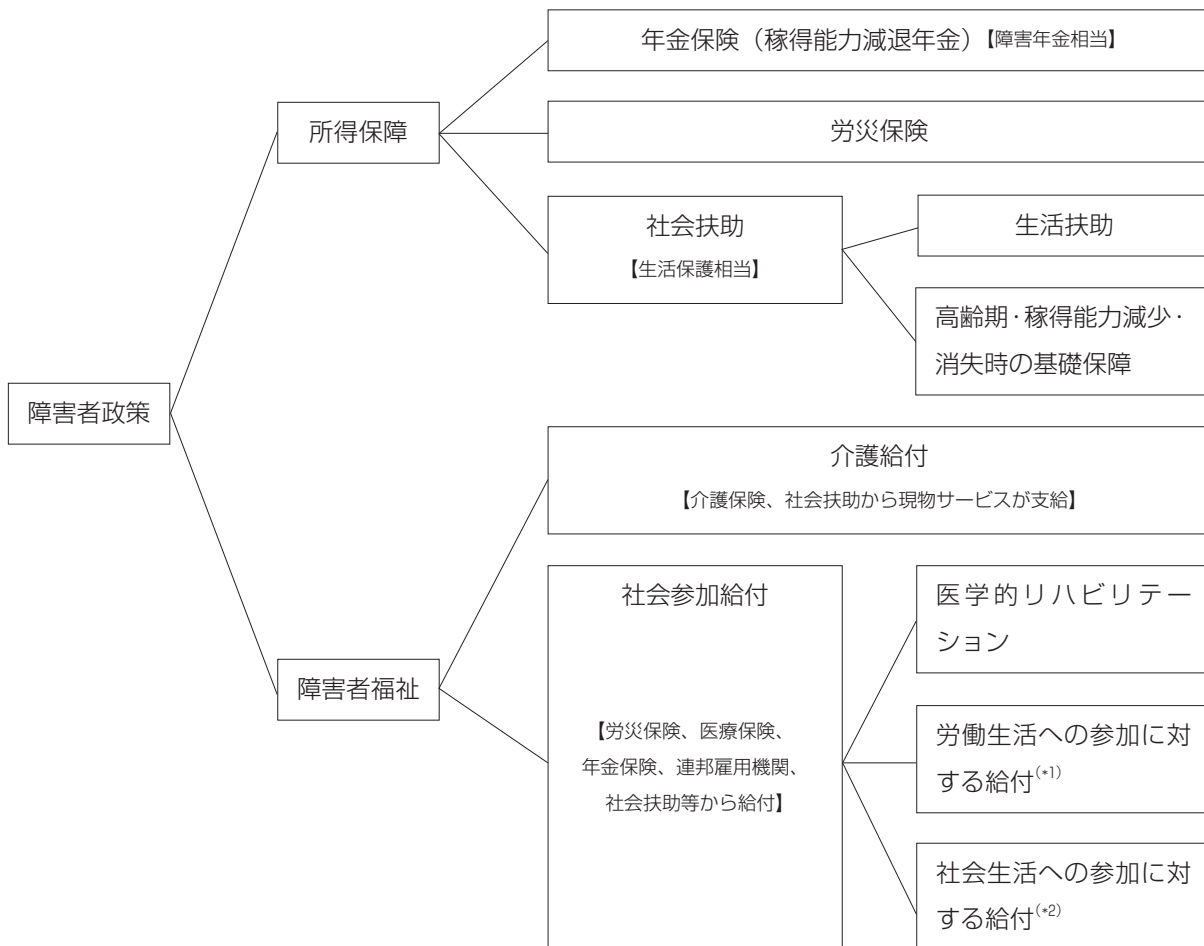 年金保険（稼得能力減退年金）【障害年金相当】
所得保障
労災保険
社会扶助
【生活保護相当】
生活扶助
高齢期・稼得能力減少・
消失時の基礎保障
障害者政策
介護給付
【介護保険、社会扶助から現物サービスが支給】
障害者福祉
社会参加給付
【労災保険、医療保険、
年金保険、連邦雇用機関、
社会扶助等から給付】
医学的リハビリテー
ション
労働生活への参加に対
する給付(*1)
社会生活への参加に対
する給付(*2)